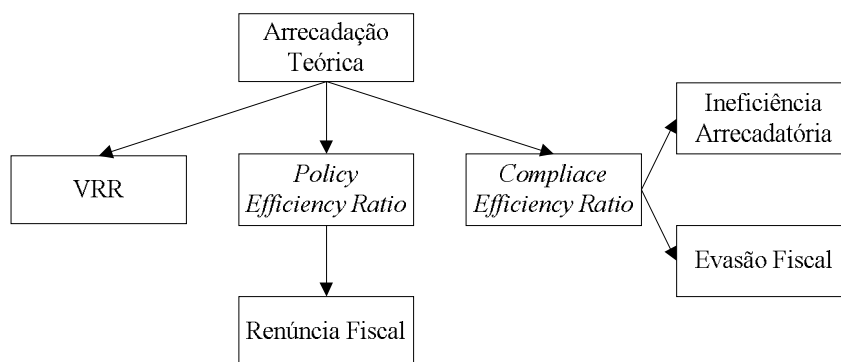 Arrecadação
Teórica
Ineficiência
Arrecadatória
VRR
Policy
Efficiency Ratio
Compliace
Efficiency Ratio
Evasão Fiscal
Renúncia Fiscal